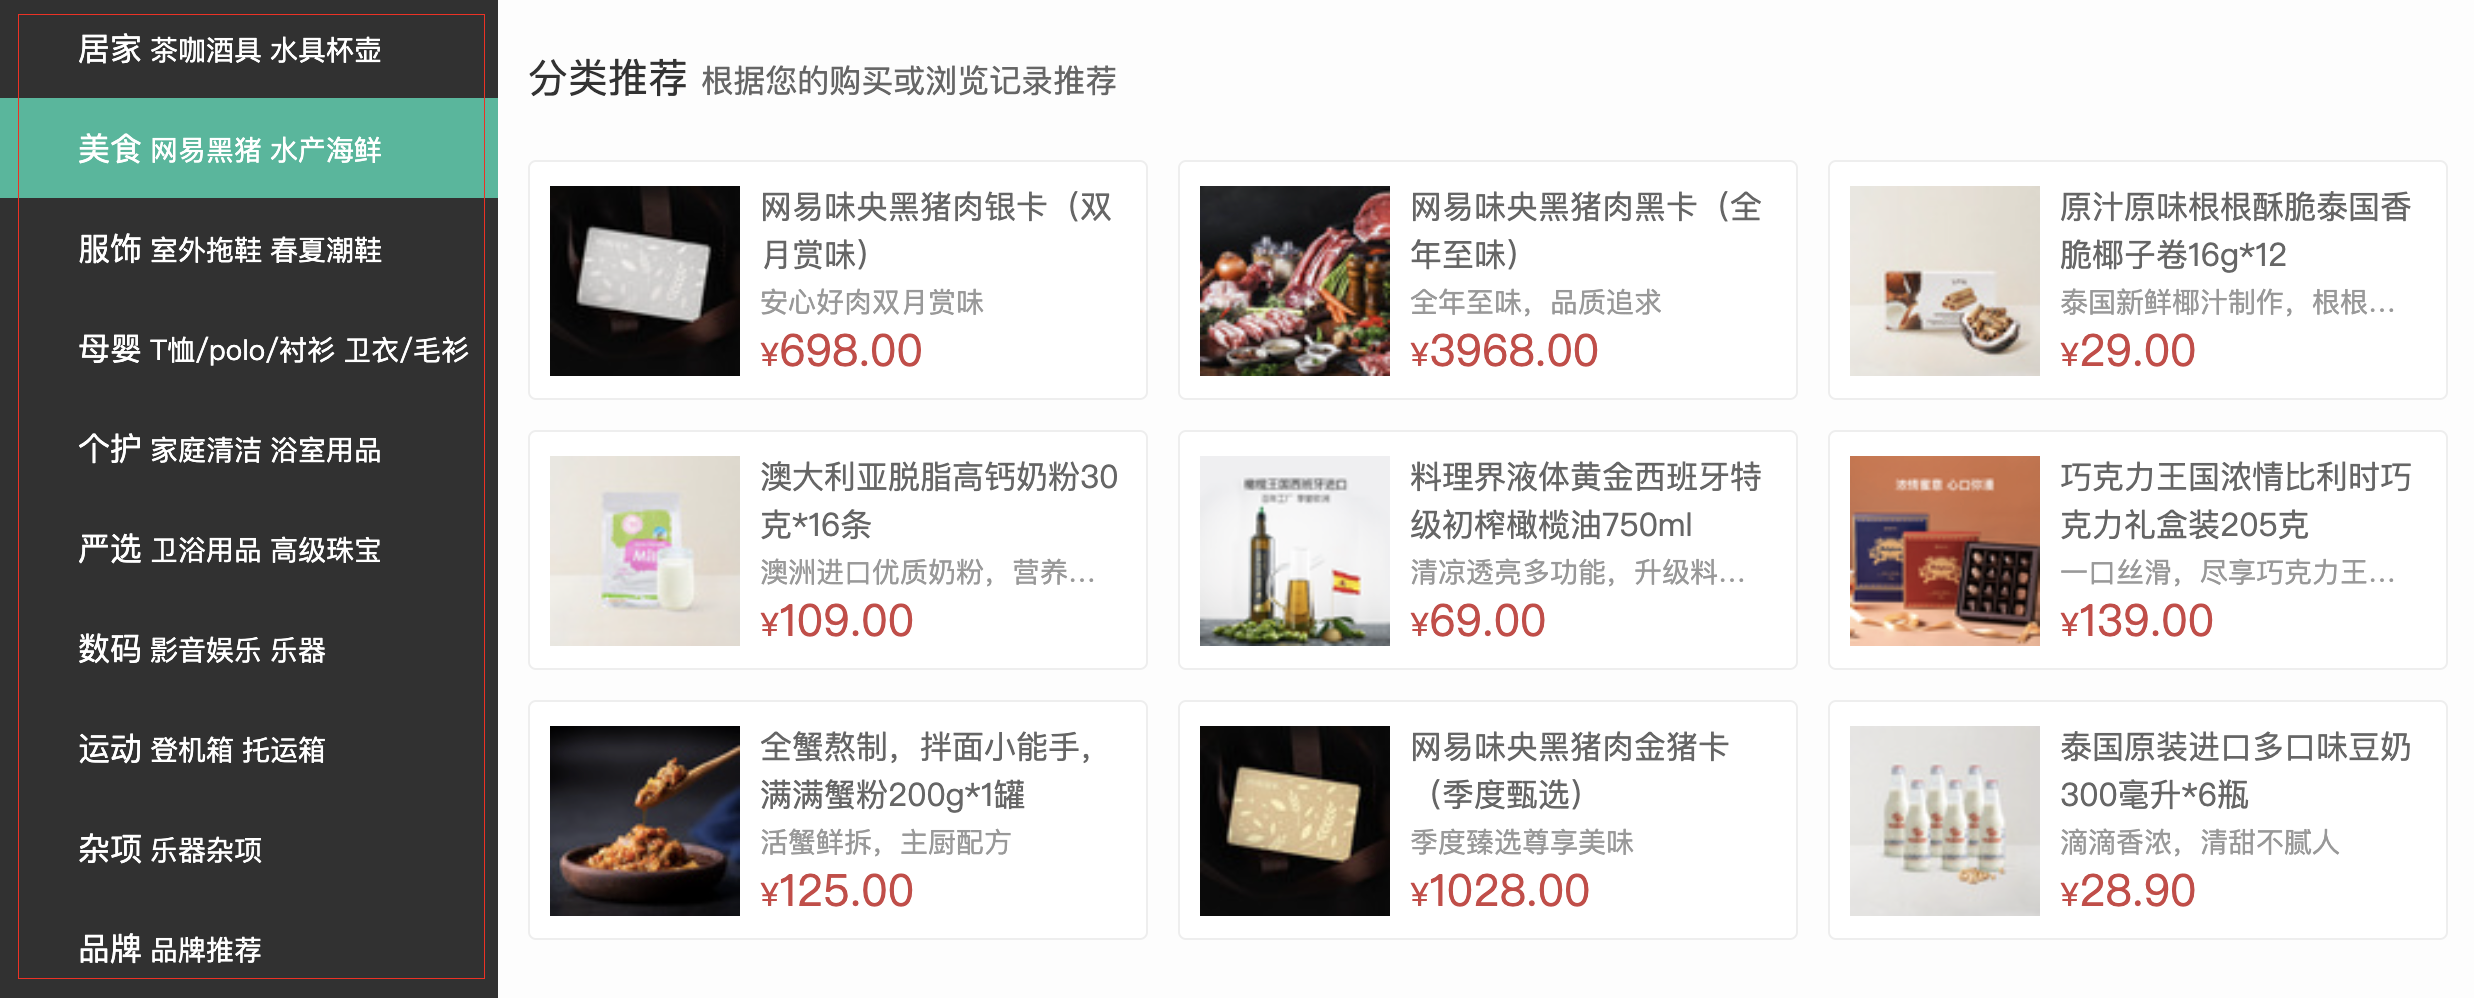 居家 茶咖酒具 水具杯壶
美食 网易黑猪 水产海鲜
服饰 室外拖鞋 春夏潮鞋
母婴 T恤/polo/衬衫 卫衣/毛衫
个护 家庭清洁 浴室用品
严选 卫浴用品 高级珠宝
数码 影音娱乐 乐器
运动 登机箱 托运箱
杂项 乐器杂项
品牌 品牌推荐
分类推荐 根据您的购买或浏览记录推荐
网易味央黑猪肉银卡（双
月赏味）
安心好肉双月赏味
¥698.00
网易味央黑猪肉黑卡（全
年至味）
全年至味，品质追求
¥3968.00
原汁原味根根酥脆泰国香
脆椰子卷16g*12
泰国新鲜椰汁制作，根根...
¥29.00
澳大利亚脱脂高钙奶粉30
克*16条
澳洲进口优质奶粉，营养...
¥109.00
橄榄王国西班牙进口
料理界液体黄金西班牙特
级初榨橄榄油750ml
清凉透亮多功能，升级料...
¥69.00
浓情蜜意 心口你潘
巧克力王国浓情比利时巧
克力礼盒装205克
一口丝滑，尽享巧克力王...
¥139.00
全蟹熬制，拌面小能手，
满满蟹粉200g*1罐
活蟹鲜拆，主厨配方
¥125.00
网易味央黑猪肉金猪卡
（季度甄选）
季度臻选尊享美味
¥1028.00
泰国原装进口多口味豆奶
300毫升*6瓶
滴滴香浓，清甜不腻人
¥28.90